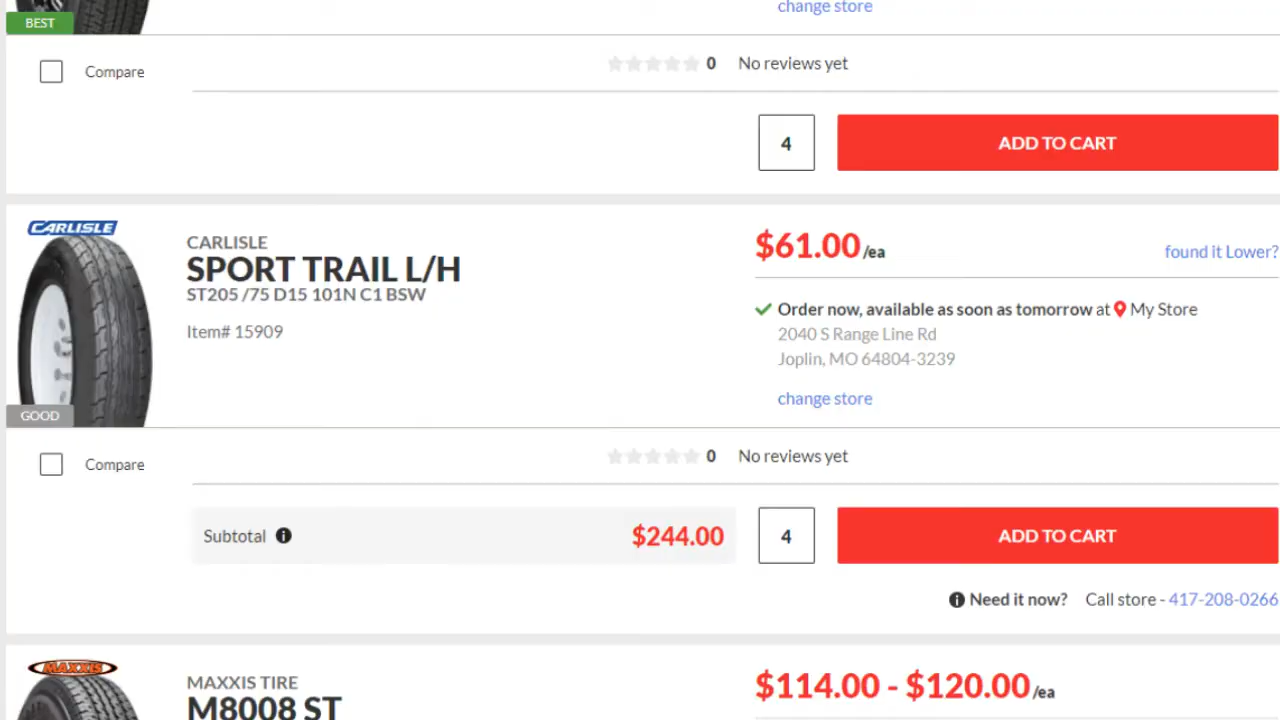 change store
BEST
Compare
0 No reviews yet
4 ADD TO CART
CARLISLE
CARLISLE
SPORT TRAIL L/H
ST205 /75 D15 101N C1 BSW
Item# 15909
GOOD
$61.00 /ea found it Lower?
Order now, available as soon as tomorrow at My Store
2040 S Range Line Rd
Joplin, MO 64804-3239
change store
Compare
0 No reviews yet
Subtotal $244.00 4 ADD TO CART
Need it now? Call store - 417-208-0266
MAXXIS
MAXXIS TIRE
M8008 ST
$114.00 - $120.00 /ea